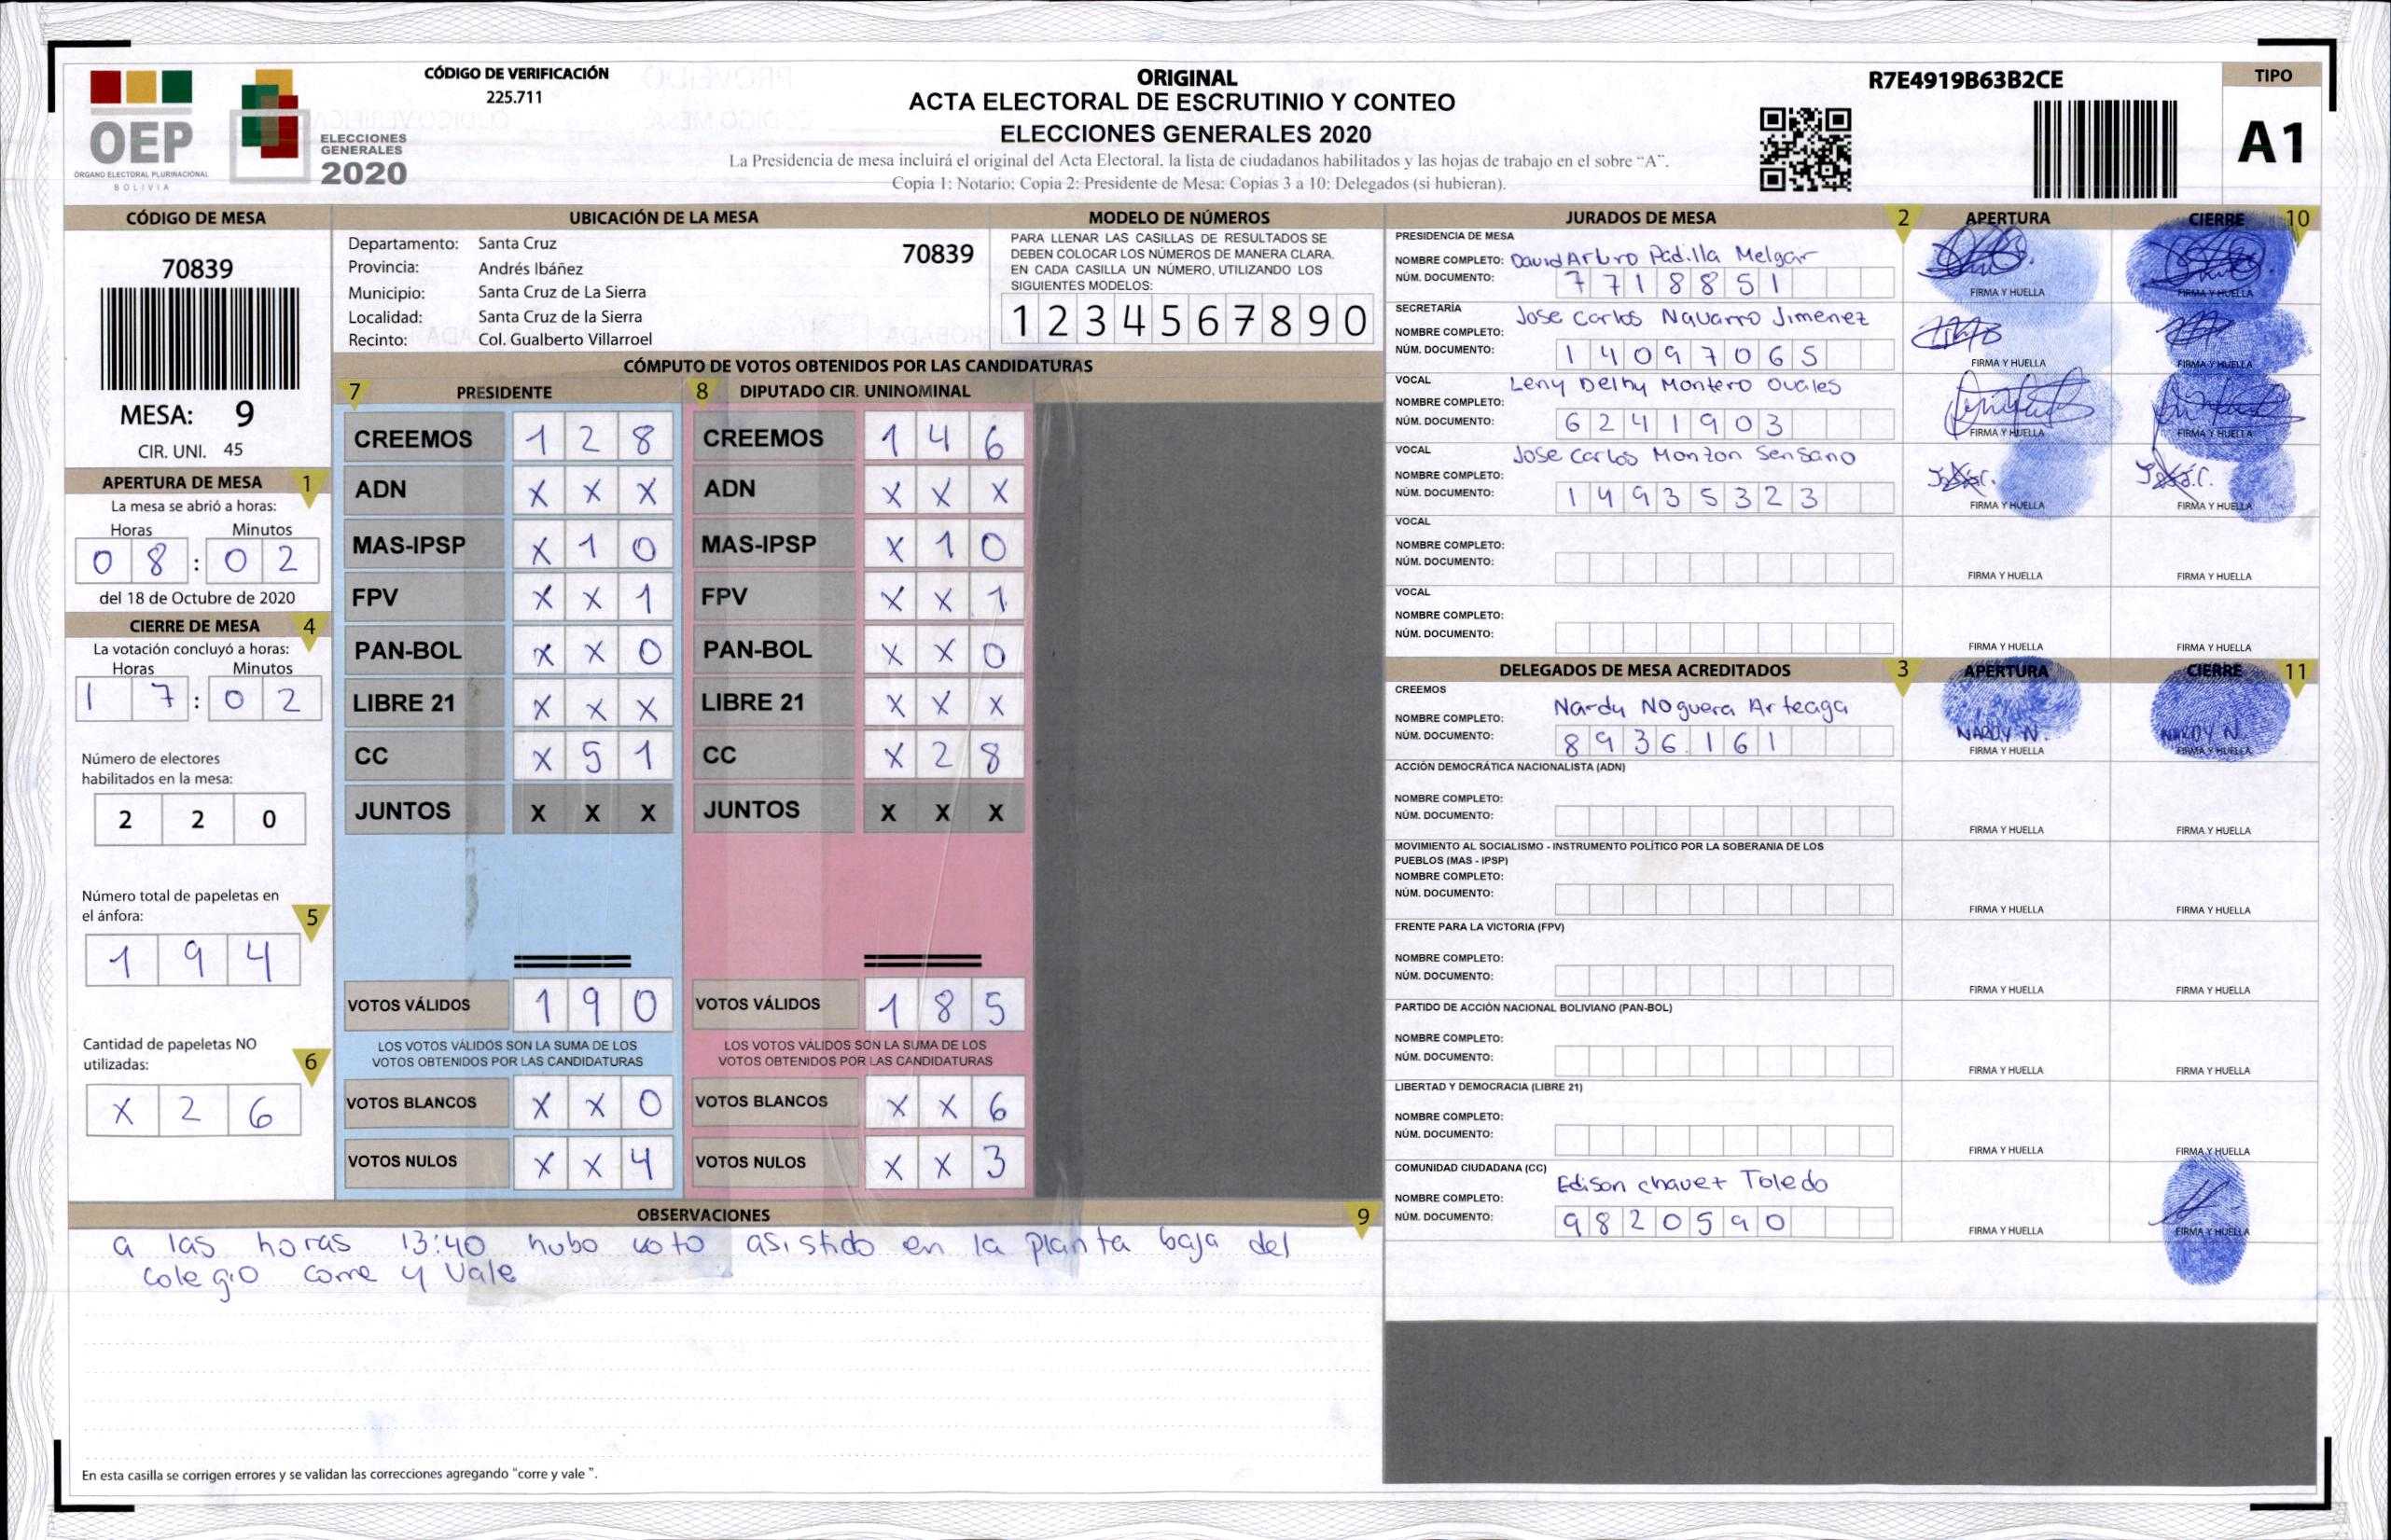 OEP
ÓRGANO ELECTORAL PLURINACIONAL
BOLIVIA
ELECCIONES
GENERALES
2020
CÓDIGO DE VERIFICACIÓN
225.711
ORIGINAL
ACTA ELECTORAL DE ESCRUTINIO Y CONTEO
ELECCIONES GENERALES 2020
La Presidencia de mesa incluirá el original del Acta Electoral. la lista de ciudadanos habilitados y las hojas de trabajo en el sobre "A".
Copia 1: Notario; Copia 2: Presidente de Mesa: Copias 3 a 10: Delegados (si hubieran).
R7E4919B63B2CE
TIPO
A1
CÓDIGO DE MESA
70839
MESA: 9
CIR. UNI. 45
APERTURA DE MESA 1
La mesa se abrió a horas:
Horas Minutos
0 8 : 0 2
del 18 de Octubre de 2020
CIERRE DE MESA 4
La votación concluyó a horas:
Horas Minutos
1 7 : 0 2
Número de electores
habilitados en la mesa:
2 2 0
Número total de papeletas en
el ánfora: 5
1 9 4
Cantidad de papeletas NO
utilizadas: 6
X 2 6
UBICACIÓN DE LA MESA
Departamento: Santa Cruz 70839
Provincia: Andrés Ibáñez
Municipio: Santa Cruz de La Sierra
Localidad: Santa Cruz de la Sierra
Recinto: Col. Gualberto Villarroel
MODELO DE NÚMEROS
PARA LLENAR LAS CASILLAS DE RESULTADOS SE
DEBEN COLOCAR LOS NÚMEROS DE MANERA CLARA.
EN CADA CASILLA UN NÚMERO, UTILIZANDO LOS
SIGUIENTES MODELOS:
1 2 3 4 5 6 7 8 9 0
CÓMPUTO DE VOTOS OBTENIDOS POR LAS CANDIDATURAS
7 PRESIDENTE 8 DIPUTADO CIR. UNINOMINAL
CREEMOS 1 2 8 CREEMOS 1 4 6
ADN X X X ADN X X X
MAS-IPSP X 1 0 MAS-IPSP X 1 0
FPV X X 1 FPV X X 1
PAN-BOL X X 0 PAN-BOL X X 0
LIBRE 21 X X X LIBRE 21 X X X
CC X 5 1 CC X 2 8
JUNTOS X X X JUNTOS X X X
VOTOS VÁLIDOS 1 9 0 VOTOS VÁLIDOS 1 8 5
LOS VOTOS VÁLIDOS SON LA SUMA DE LOS LOS VOTOS VÁLIDOS SON LA SUMA DE LOS
VOTOS OBTENIDOS POR LAS CANDIDATURAS VOTOS OBTENIDOS POR LAS CANDIDATURAS
VOTOS BLANCOS X X 0 VOTOS BLANCOS X X 6
VOTOS NULOS X X 4 VOTOS NULOS X X 3
OBSERVACIONES 9
a las horas 13:40 hubo voto asistido en la planta baja del
colegio corre y Vale
En esta casilla se corrigen errores y se validan las correcciones agregando "corre y vale ".
JURADOS DE MESA 2 APERTURA CIERRE 10
PRESIDENCIA DE MESA
NOMBRE COMPLETO: David Arturo Padilla Melgar
NÚM. DOCUMENTO: 7 7 1 8 8 5 1
FIRMA Y HUELLA FIRMA Y HUELLA
SECRETARÍA
NOMBRE COMPLETO: Jose Carlos Navarro Jimenez
NÚM. DOCUMENTO: 1 4 0 9 7 0 6 5
FIRMA Y HUELLA FIRMA Y HUELLA
VOCAL
NOMBRE COMPLETO: Leny Delhy Montero Ovales
NÚM. DOCUMENTO: 6 2 4 1 9 0 3
FIRMA Y HUELLA FIRMA Y HUELLA
VOCAL
NOMBRE COMPLETO: Jose Carlos Monzon Sensano
NÚM. DOCUMENTO: 1 4 9 3 5 3 2 3
FIRMA Y HUELLA FIRMA Y HUELLA
VOCAL
NOMBRE COMPLETO:
NÚM. DOCUMENTO:
FIRMA Y HUELLA FIRMA Y HUELLA
VOCAL
NOMBRE COMPLETO:
NÚM. DOCUMENTO:
FIRMA Y HUELLA FIRMA Y HUELLA
DELEGADOS DE MESA ACREDITADOS 3 APERTURA CIERRE 11
CREEMOS
NOMBRE COMPLETO: Nardy Noguera Arteaga
NÚM. DOCUMENTO: 8 9 3 6 1 6 1
NARDY N. NARDY N.
FIRMA Y HUELLA FIRMA Y HUELLA
ACCIÓN DEMOCRÁTICA NACIONALISTA (ADN)
NOMBRE COMPLETO:
NÚM. DOCUMENTO:
FIRMA Y HUELLA FIRMA Y HUELLA
MOVIMIENTO AL SOCIALISMO - INSTRUMENTO POLÍTICO POR LA SOBERANIA DE LOS
PUEBLOS (MAS - IPSP)
NOMBRE COMPLETO:
NÚM. DOCUMENTO:
FIRMA Y HUELLA FIRMA Y HUELLA
FRENTE PARA LA VICTORIA (FPV)
NOMBRE COMPLETO:
NÚM. DOCUMENTO:
FIRMA Y HUELLA FIRMA Y HUELLA
PARTIDO DE ACCIÓN NACIONAL BOLIVIANO (PAN-BOL)
NOMBRE COMPLETO:
NÚM. DOCUMENTO:
FIRMA Y HUELLA FIRMA Y HUELLA
LIBERTAD Y DEMOCRACIA (LIBRE 21)
NOMBRE COMPLETO:
NÚM. DOCUMENTO:
FIRMA Y HUELLA FIRMA Y HUELLA
COMUNIDAD CIUDADANA (CC)
NOMBRE COMPLETO: Edison chavez Toledo
NÚM. DOCUMENTO: 9 8 2 0 5 9 0
FIRMA Y HUELLA FIRMA Y HUELLA